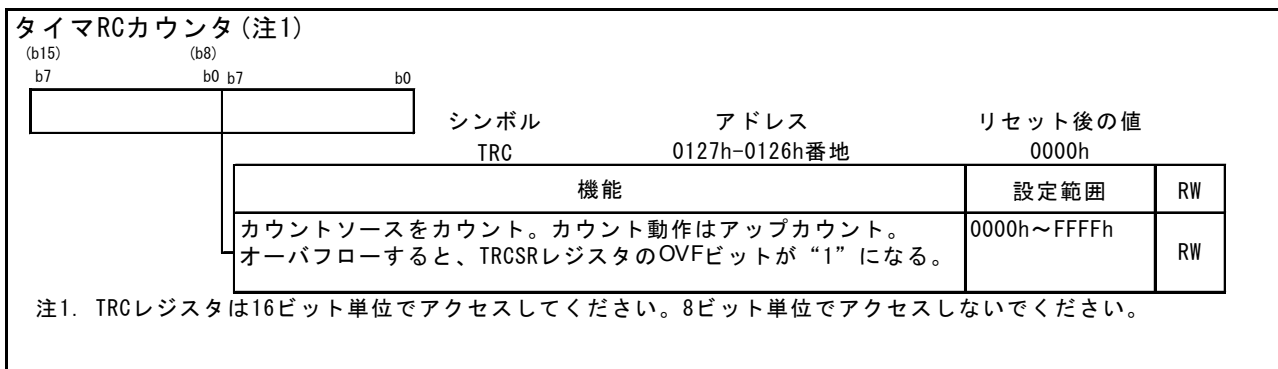 タイマRCカウンタ(注1)
(b15) (b8)
b7 b0 b7 b0
シンボル アドレス リセット後の値
TRC 0127h-0126h番地 0000h
機能 設定範囲 RW
カウントソースをカウント。カウント動作はアップカウント。 0000h～FFFFh
オーバフローすると、TRCSRレジスタのOVFビットが“1”になる。 RW
注1. TRCレジスタは16ビット単位でアクセスしてください。8ビット単位でアクセスしないでください。